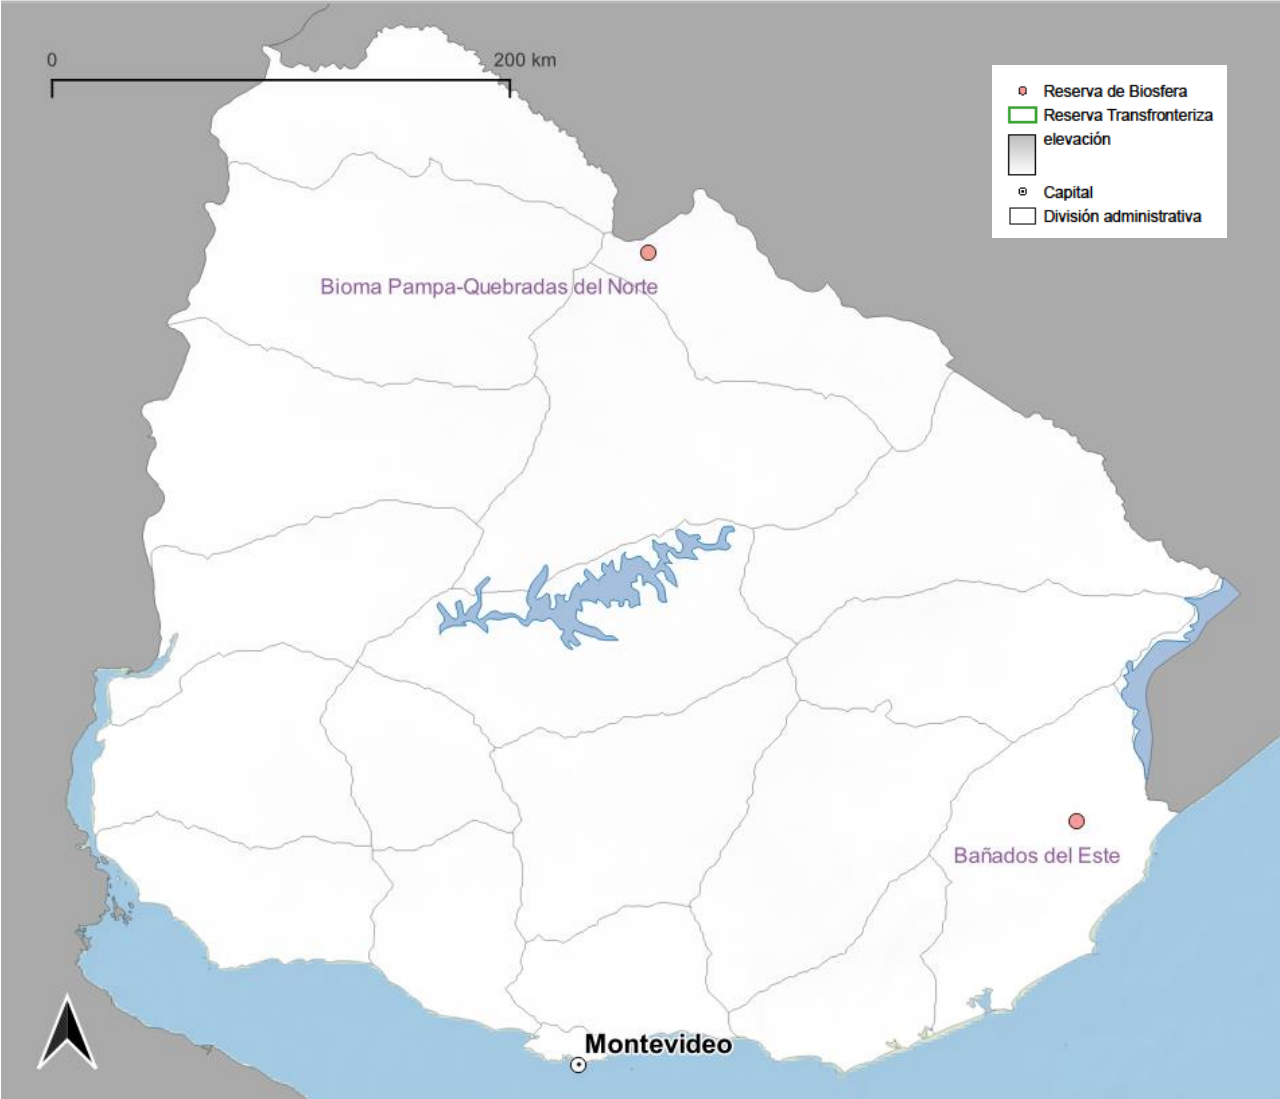 0 200 km
Reserva de Biosfera
Reserva Transfronteriza
elevación
Capital
División administrativa
Bioma Pampa-Quebradas del Norte
Bañados del Este
Montevideo